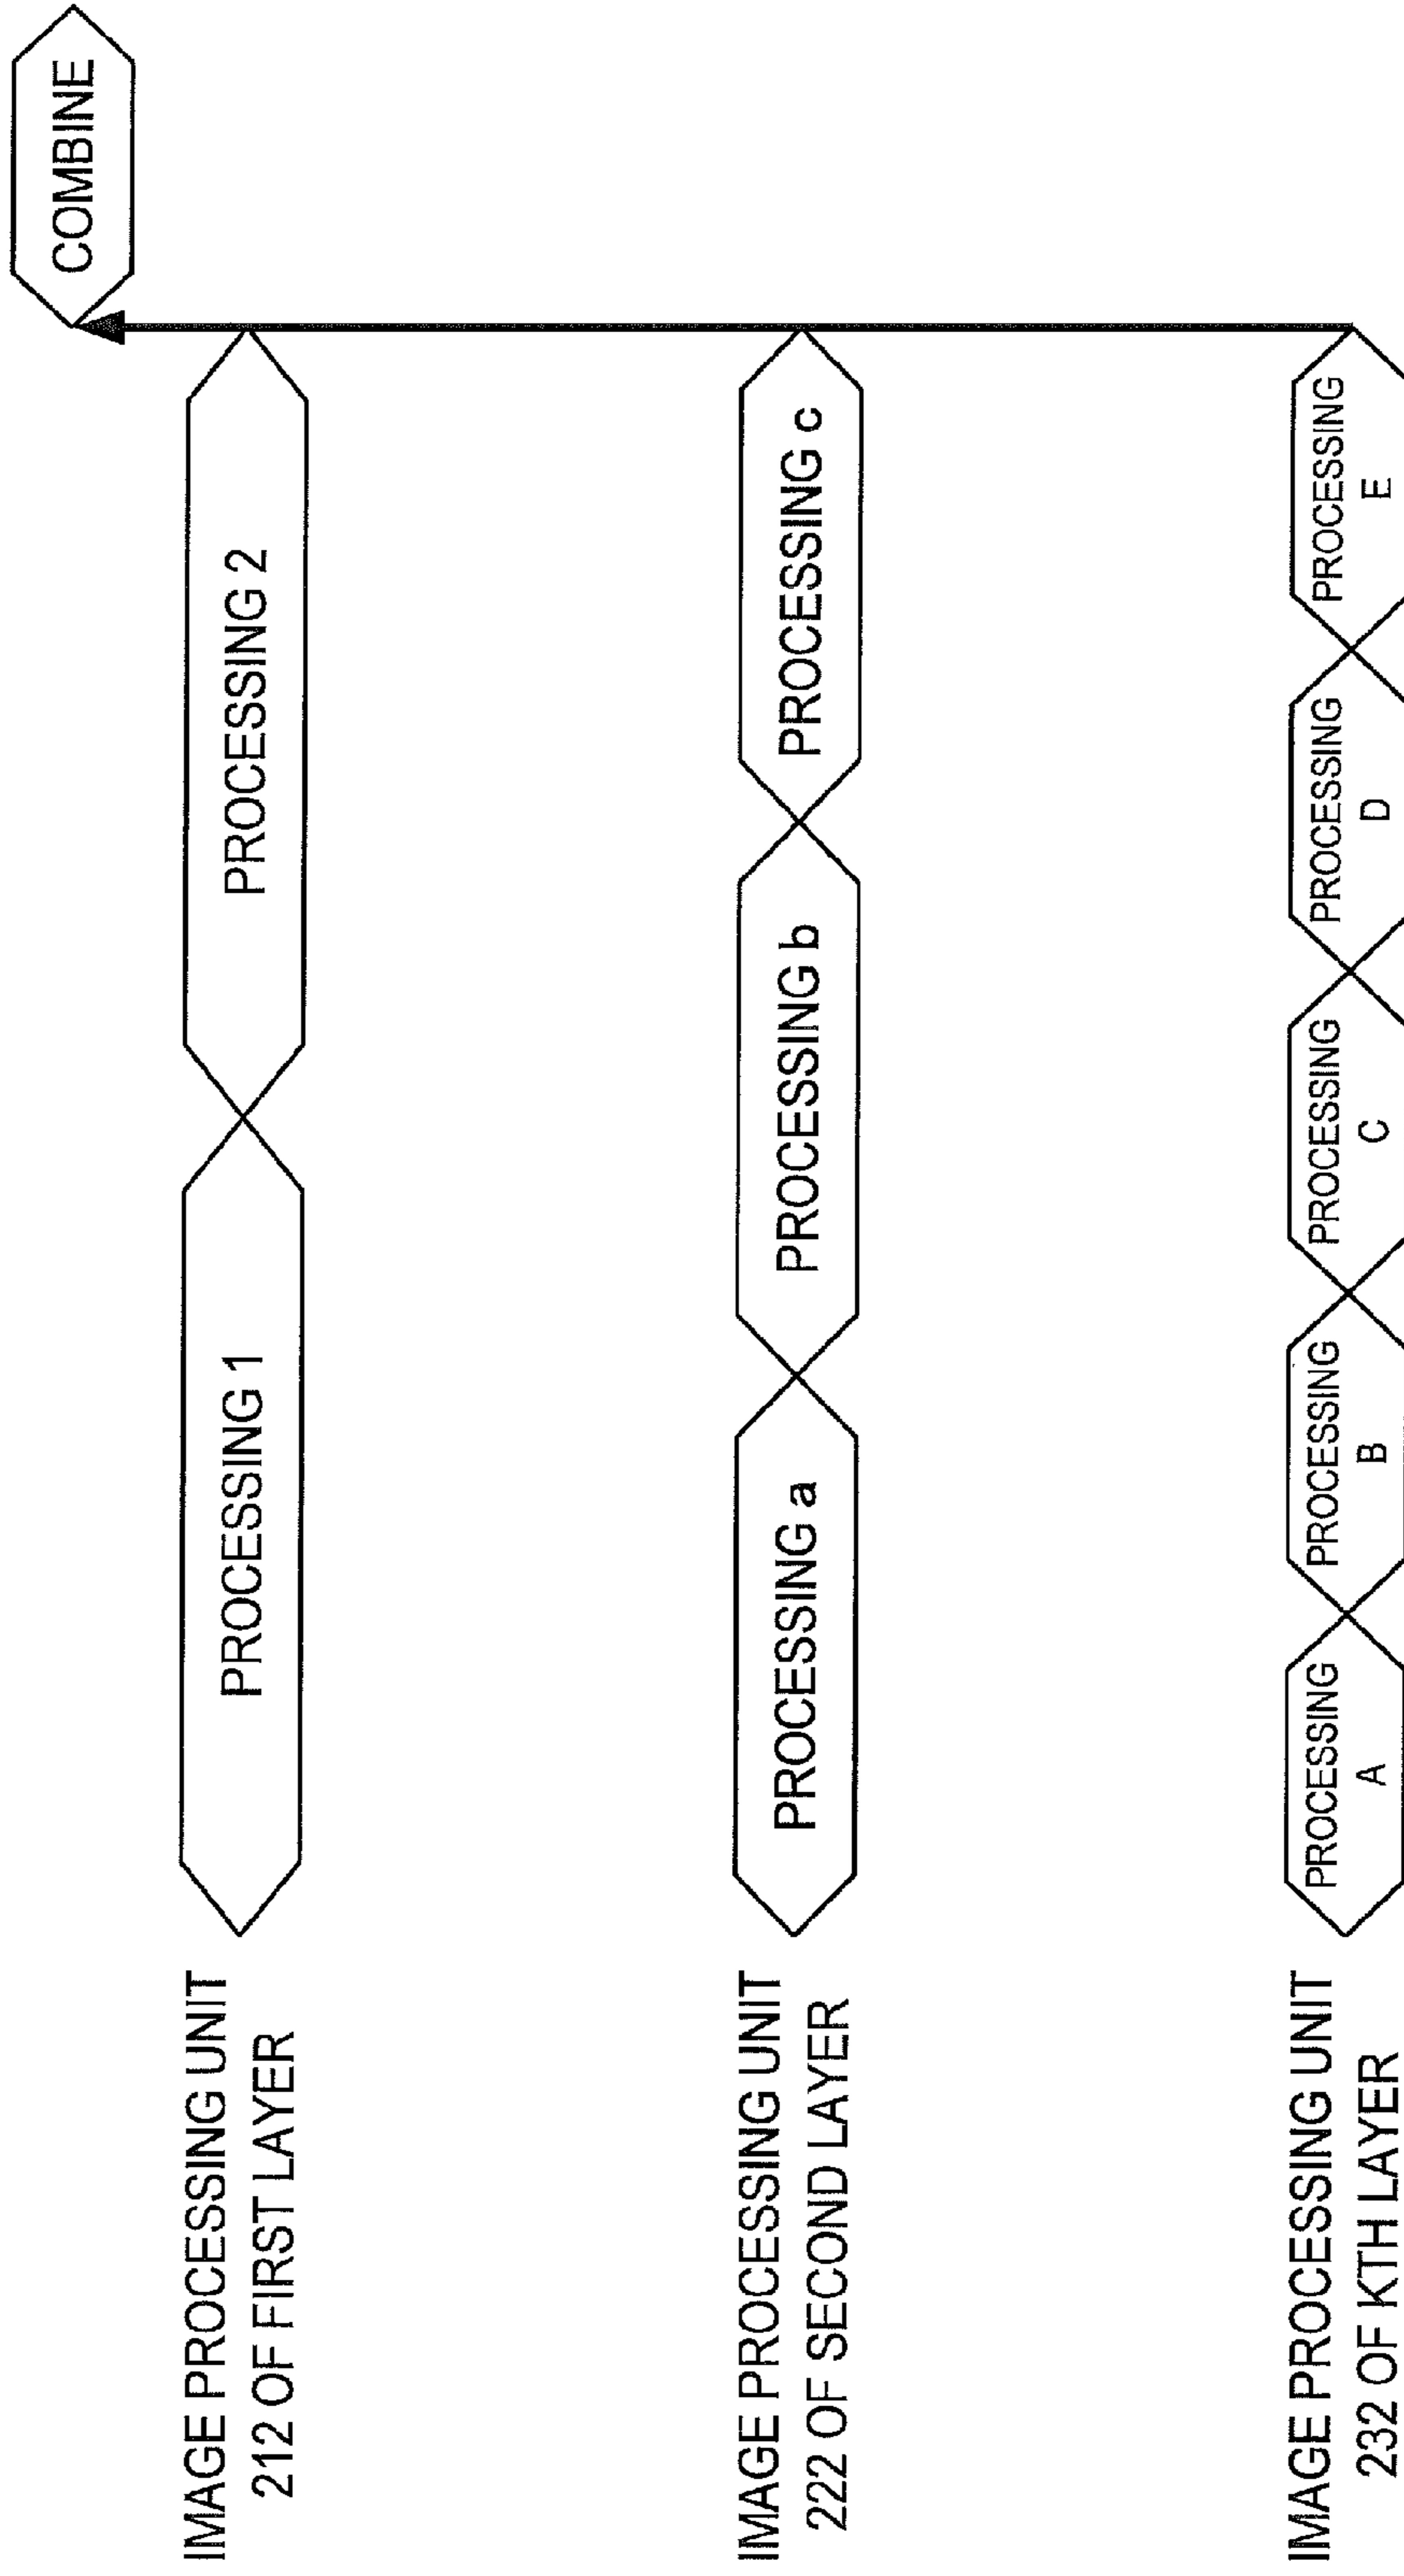 COMBINE
IMAGE PROCESSING UNIT
212 OF FIRST LAYER
PROCESSING 1
PROCESSING 2
IMAGE PROCESSING UNIT
222 OF SECOND LAYER
PROCESSING a
PROCESSING b
PROCESSING c
IMAGE PROCESSING UNIT
232 OF KTH LAYER
PROCESSING
A
PROCESSING
B
PROCESSING
C
PROCESSING
D
PROCESSING
E